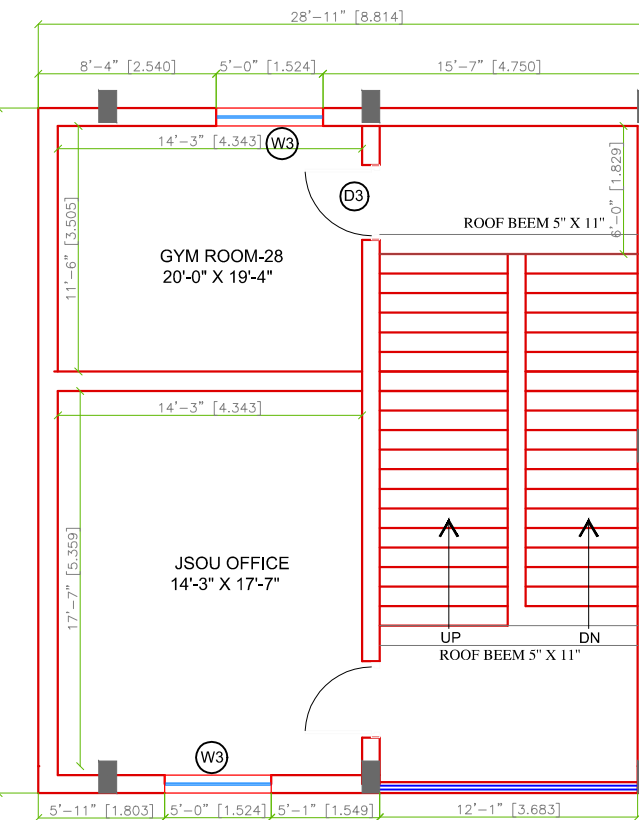 28'-11" [8.814]
8'-4" [2.540] 5'-0" [1.524] 15'-7" [4.750]
14'-3" [4.343] W3
6'-0" [1.829]
D3
11'-6" [3.505]
ROOF BEEM 5" X 11"
GYM ROOM-28
20'-0" X 19'-4"
14'-3" [4.343]
17'-7" [5.359]
JSOU OFFICE
14'-3" X 17'-7"
UP DN
ROOF BEEM 5" X 11"
W3
5'-11" [1.803] 5'-0" [1.524] 5'-1" [1.549] 12'-1" [3.683]